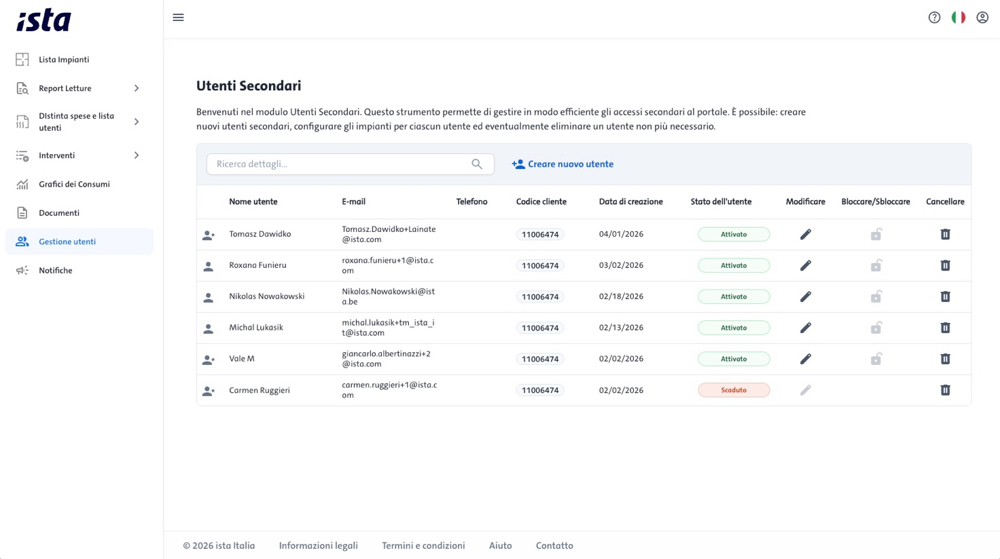 ista
Lista Impianti
Report Letture
DIstinta spese e lista
utenti
Interventi
Grafici dei Consumi
Documenti
Gestione utenti
Notifiche
Utenti Secondari
Benvenuti nel modulo Utenti Secondari. Questo strumento permette di gestire in modo efficiente gli accessi secondari al portale. È possibile: creare
nuovi utenti secondari, configurare gli impianti per ciascun utente ed eventualmente eliminare un utente non più necessario.
Ricerca dettagli...
Creare nuovo utente
Nome utente E-mail Telefono Codice cliente Data di creazione Stato dell'utente Modificare Bloccare/Sbloccare Cancellare
Tomasz Dawidko Tomasz.Dawidko+Lainate 11006474 04/01/2026 Attivato
@ista.com
Roxana Funieru roxana.funieru+1@ista.c 11006474 03/02/2026 Attivato
om
Nikolas Nowakowski Nikolas.Nowakowski@ist 11006474 02/18/2026 Attivato
a.be
Michal Lukasik michal.lukasik+tm_ista_i 11006474 02/13/2026 Attivato
t@ista.com
Vale M giancarlo.albertinazzi+2 11006474 02/02/2026 Attivato
@ista.com
Carmen Ruggieri carmen.ruggieri+1@ista.c 11006474 02/02/2026 Scaduto
om
© 2026 ista Italia Informazioni legali Termini e condizioni Aiuto Contatto